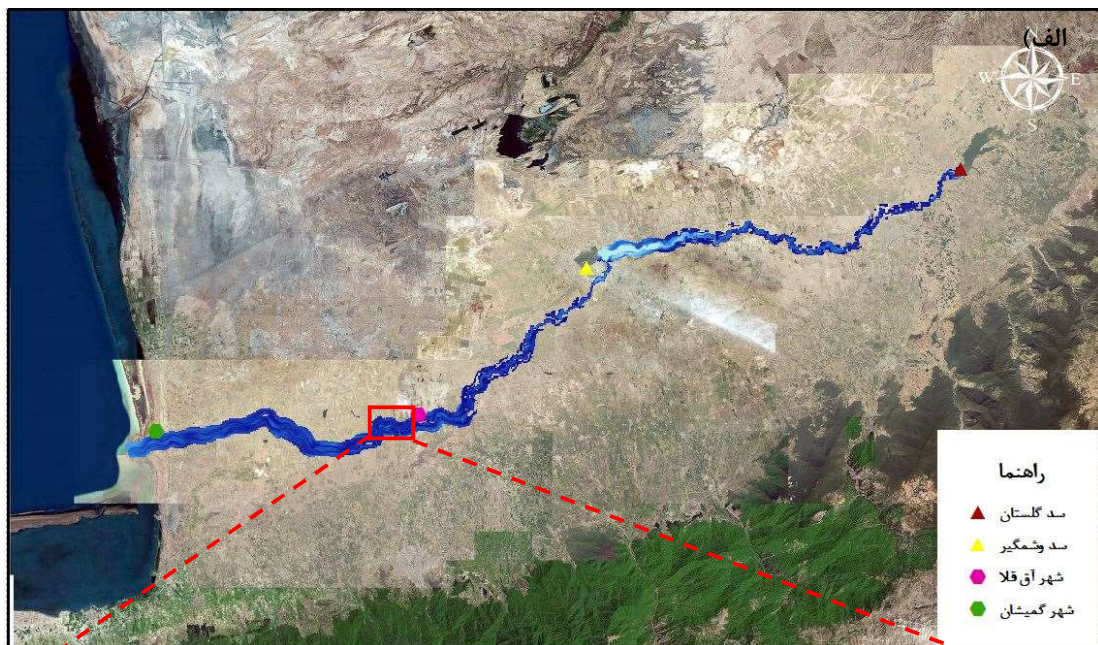 الف)
N
W
E
S
راهنما
سد گلستان
سد وشمگیر
شهر آق قلا
شهر گمیشان